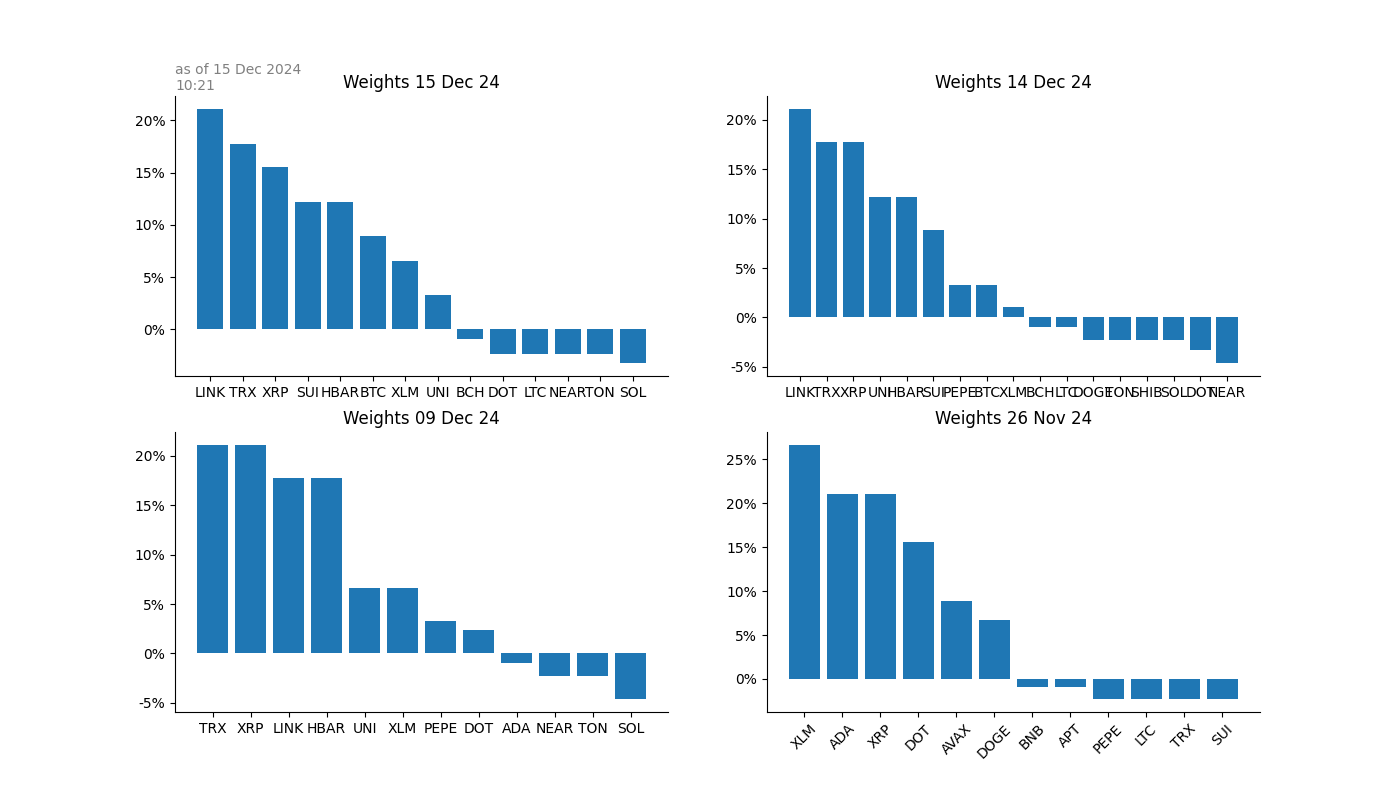 as of 15 Dec 2024
10:21
Weights 15 Dec 24
20%
15%
10%
5%
0%
LINK TRX XRP SUI HBAR BTC XLM UNI BCH DOT LTC NEAR TON SOL
Weights 14 Dec 24
20%
15%
10%
5%
0%
-5%
LINK TRX XRP UNI HBAR SUI PEPE BTC XLM BCH LTC DOGE TON SHIB SOL DOT NEAR
Weights 09 Dec 24
20%
15%
10%
5%
0%
-5%
TRX XRP LINK HBAR UNI XLM PEPE DOT ADA NEAR TON SOL
Weights 26 Nov 24
25%
20%
15%
10%
5%
0%
XLM ADA XRP DOT AVAX DOGE BNB APT PEPE LTC TRX SUI